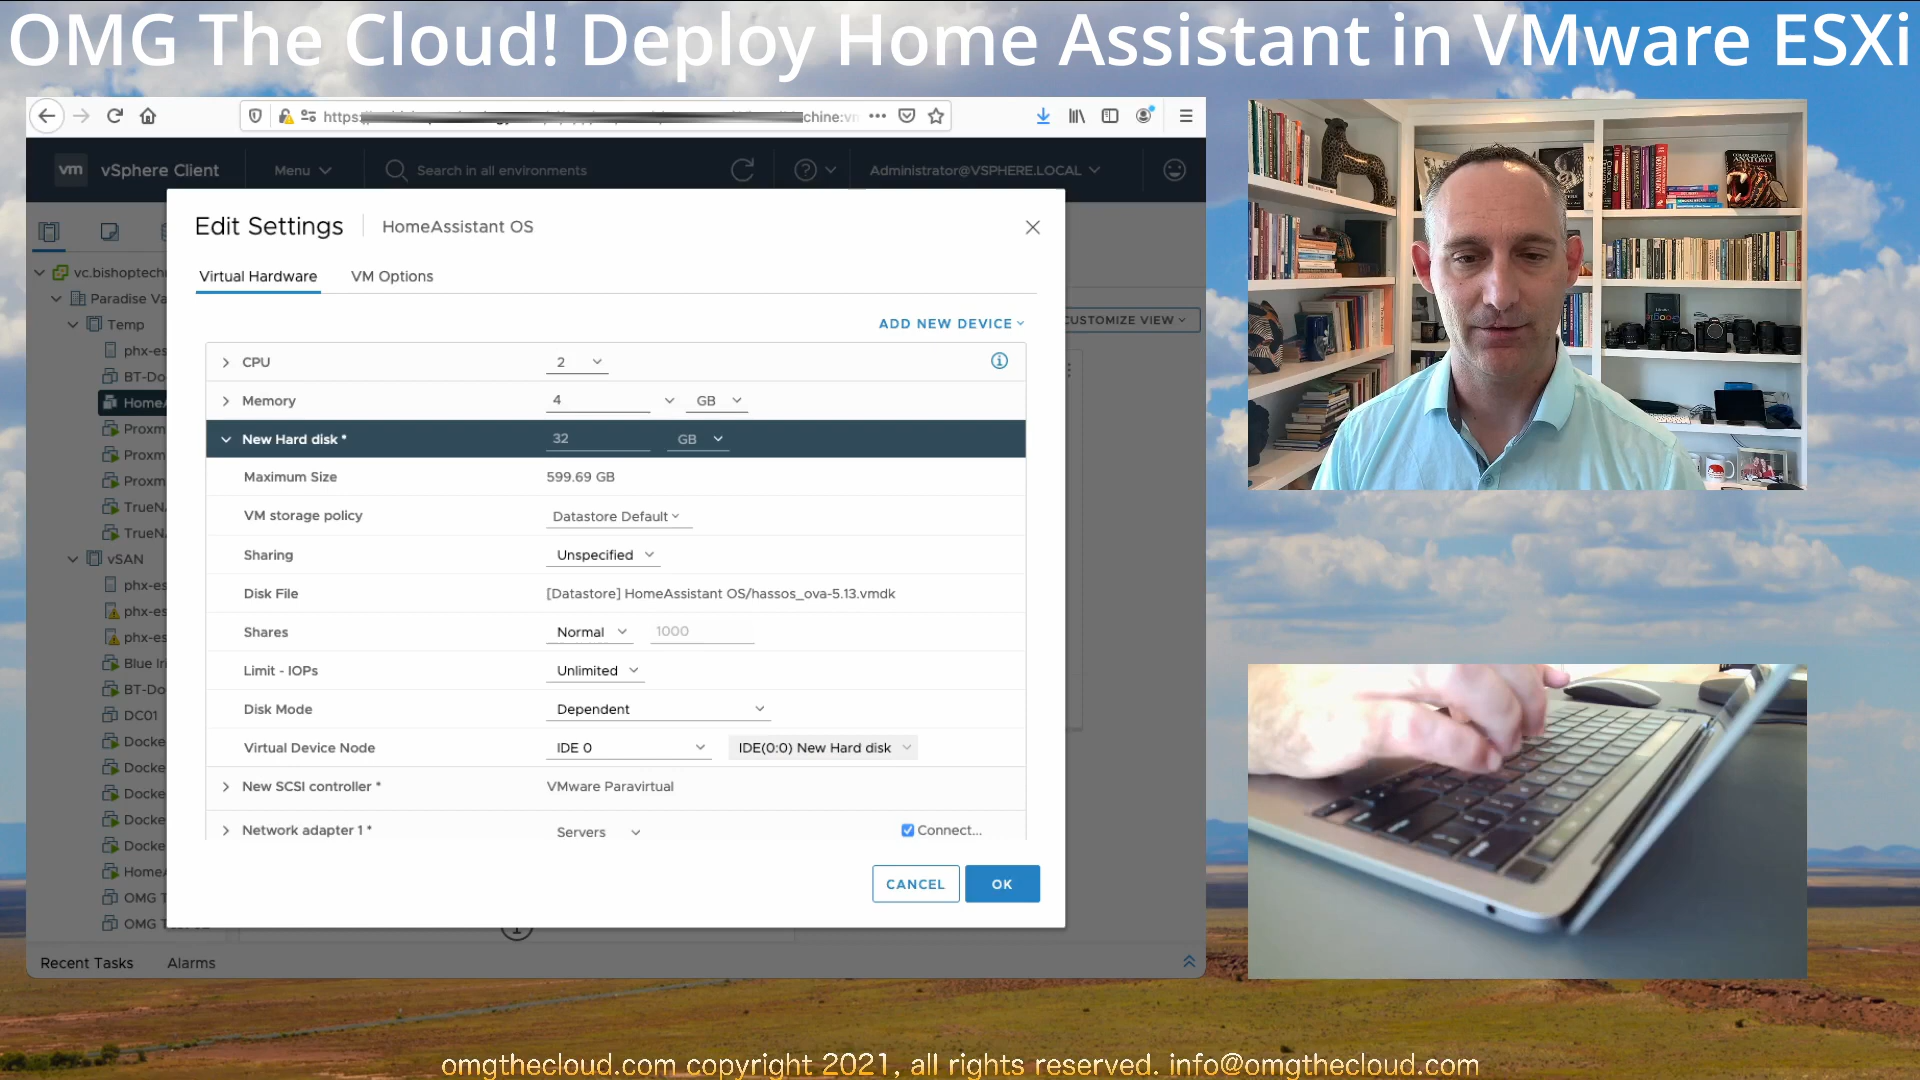 OMG The Cloud! Deploy Home Assistant in VMware ESXi
https:
chine:vm
vm vSphere Client
Menu
Search in all environments
Administrator@VSPHERE.LOCAL
Edit Settings HomeAssistant OS
Virtual Hardware VM Options
ADD NEW DEVICE
CUSTOMIZE VIEW
CPU 2
Memory 4 GB
New Hard disk * 32 GB
Maximum Size 599.69 GB
VM storage policy Datastore Default
Sharing Unspecified
Disk File [Datastore] HomeAssistant OS/hassos_ova-5.13.vmdk
Shares Normal 1000
Limit - IOPs Unlimited
Disk Mode Dependent
Virtual Device Node IDE 0 IDE(0:0) New Hard disk
New SCSI controller * VMware Paravirtual
Network adapter 1 * Servers Connect...
CANCEL OK
vc.bishoptech
Paradise Va
Temp
phx-es
BT-Do
HomeA
Proxm
Proxm
Proxm
TrueN
TrueN
vSAN
phx-es
phx-es
phx-es
Blue Iri
BT-Do
DC01
Docke
Docke
Docke
Docke
Docke
HomeA
OMG T
OMG
Recent Tasks Alarms
ANATOMY
omgthecloud.com copyright 2021, all rights reserved. info@omgthecloud.com